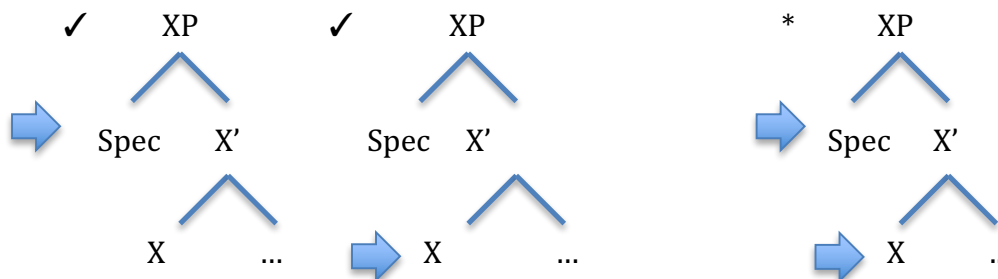 ✓ XP ✓ XP * XP
Spec X’ Spec X’ Spec X’
X ... X ... X ..